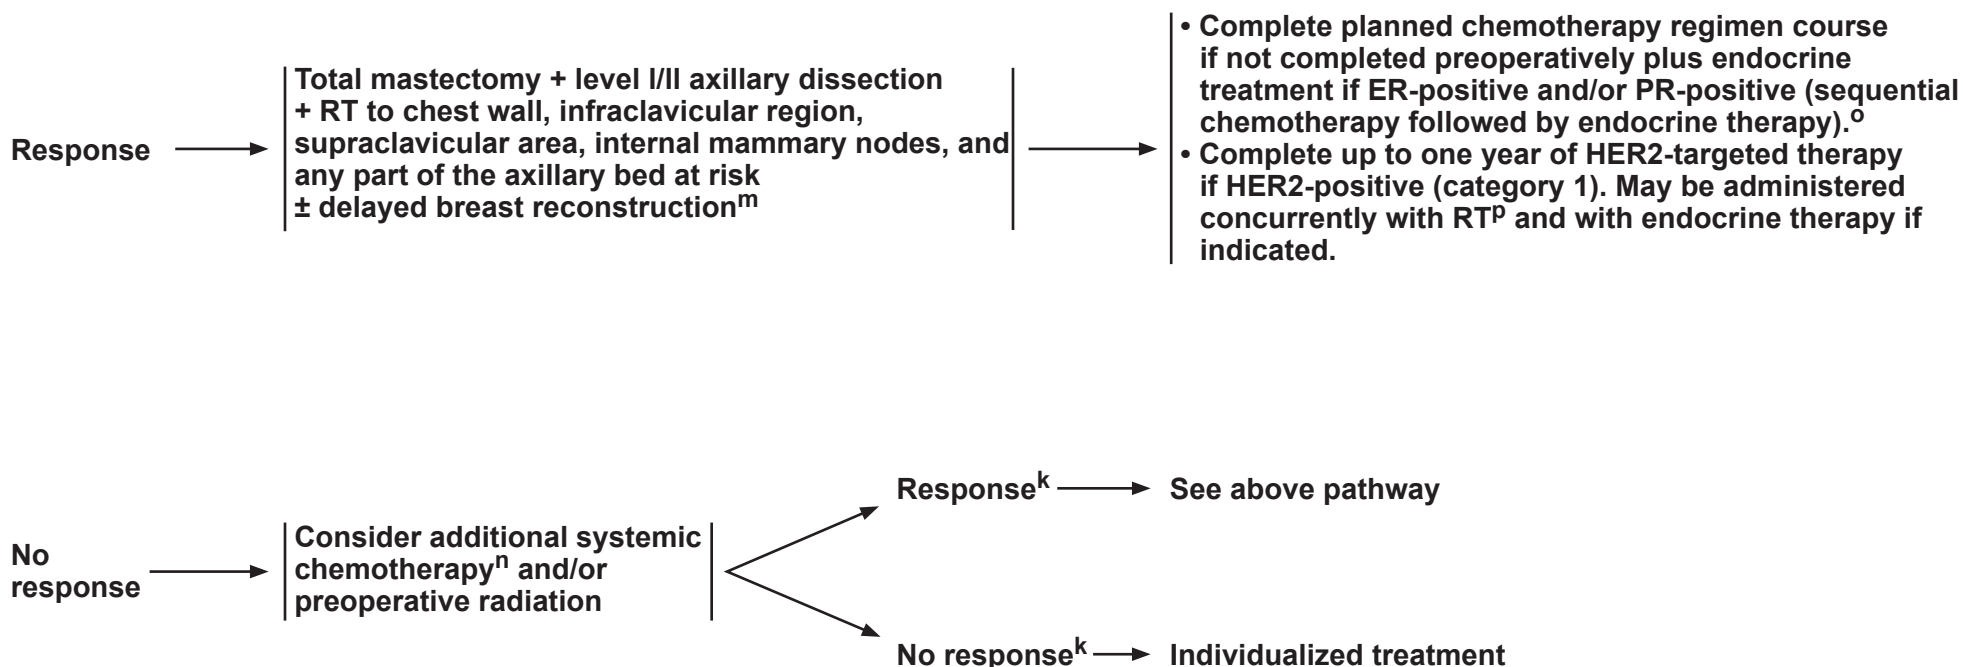 Response
Total mastectomy + level I/II axillary dissection
+ RT to chest wall, infraclavicular region,
supraclavicular area, internal mammary nodes, and
any part of the axillary bed at risk
± delayed breast reconstructionᵐ
• Complete planned chemotherapy regimen course
if not completed preoperatively plus endocrine
treatment if ER-positive and/or PR-positive (sequential
chemotherapy followed by endocrine therapy).ᵒ
• Complete up to one year of HER2-targeted therapy
if HER2-positive (category 1). May be administered
concurrently with RTᵖ and with endocrine therapy if
indicated.
No
response
Consider additional systemic
chemotherapyⁿ and/or
preoperative radiation
Responseᵏ
See above pathway
No responseᵏ
Individualized treatment